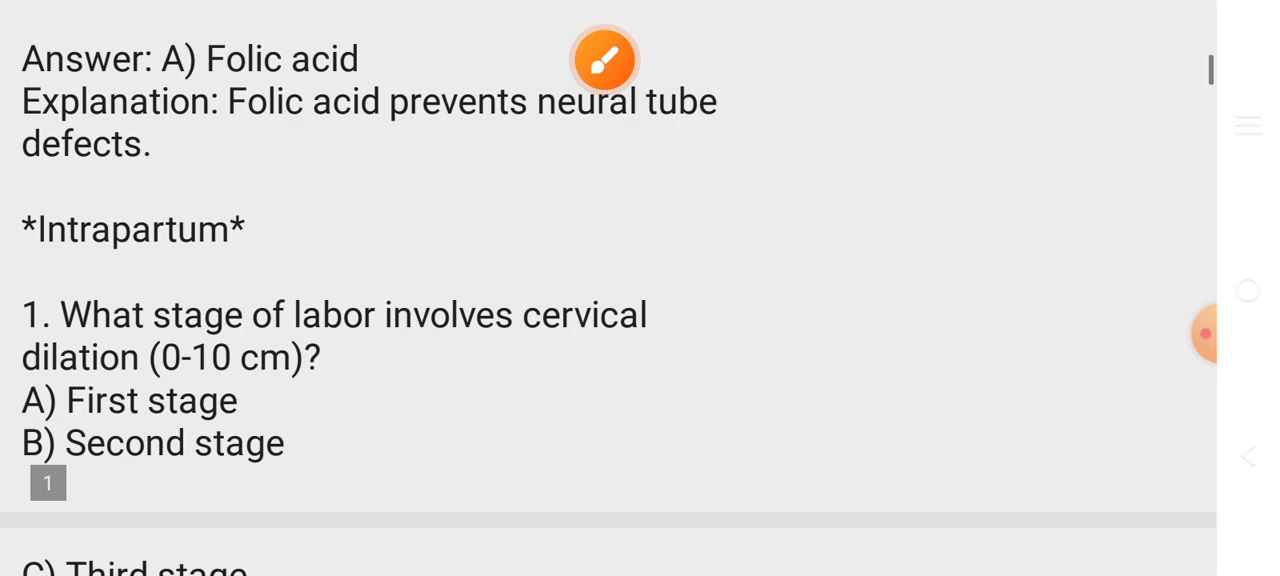 Answer: A) Folic acid
Explanation: Folic acid prevents neural tube
defects.
*Intrapartum*
1. What stage of labor involves cervical
dilation (0-10 cm)?
A) First stage
B) Second stage
1
C) Third stage